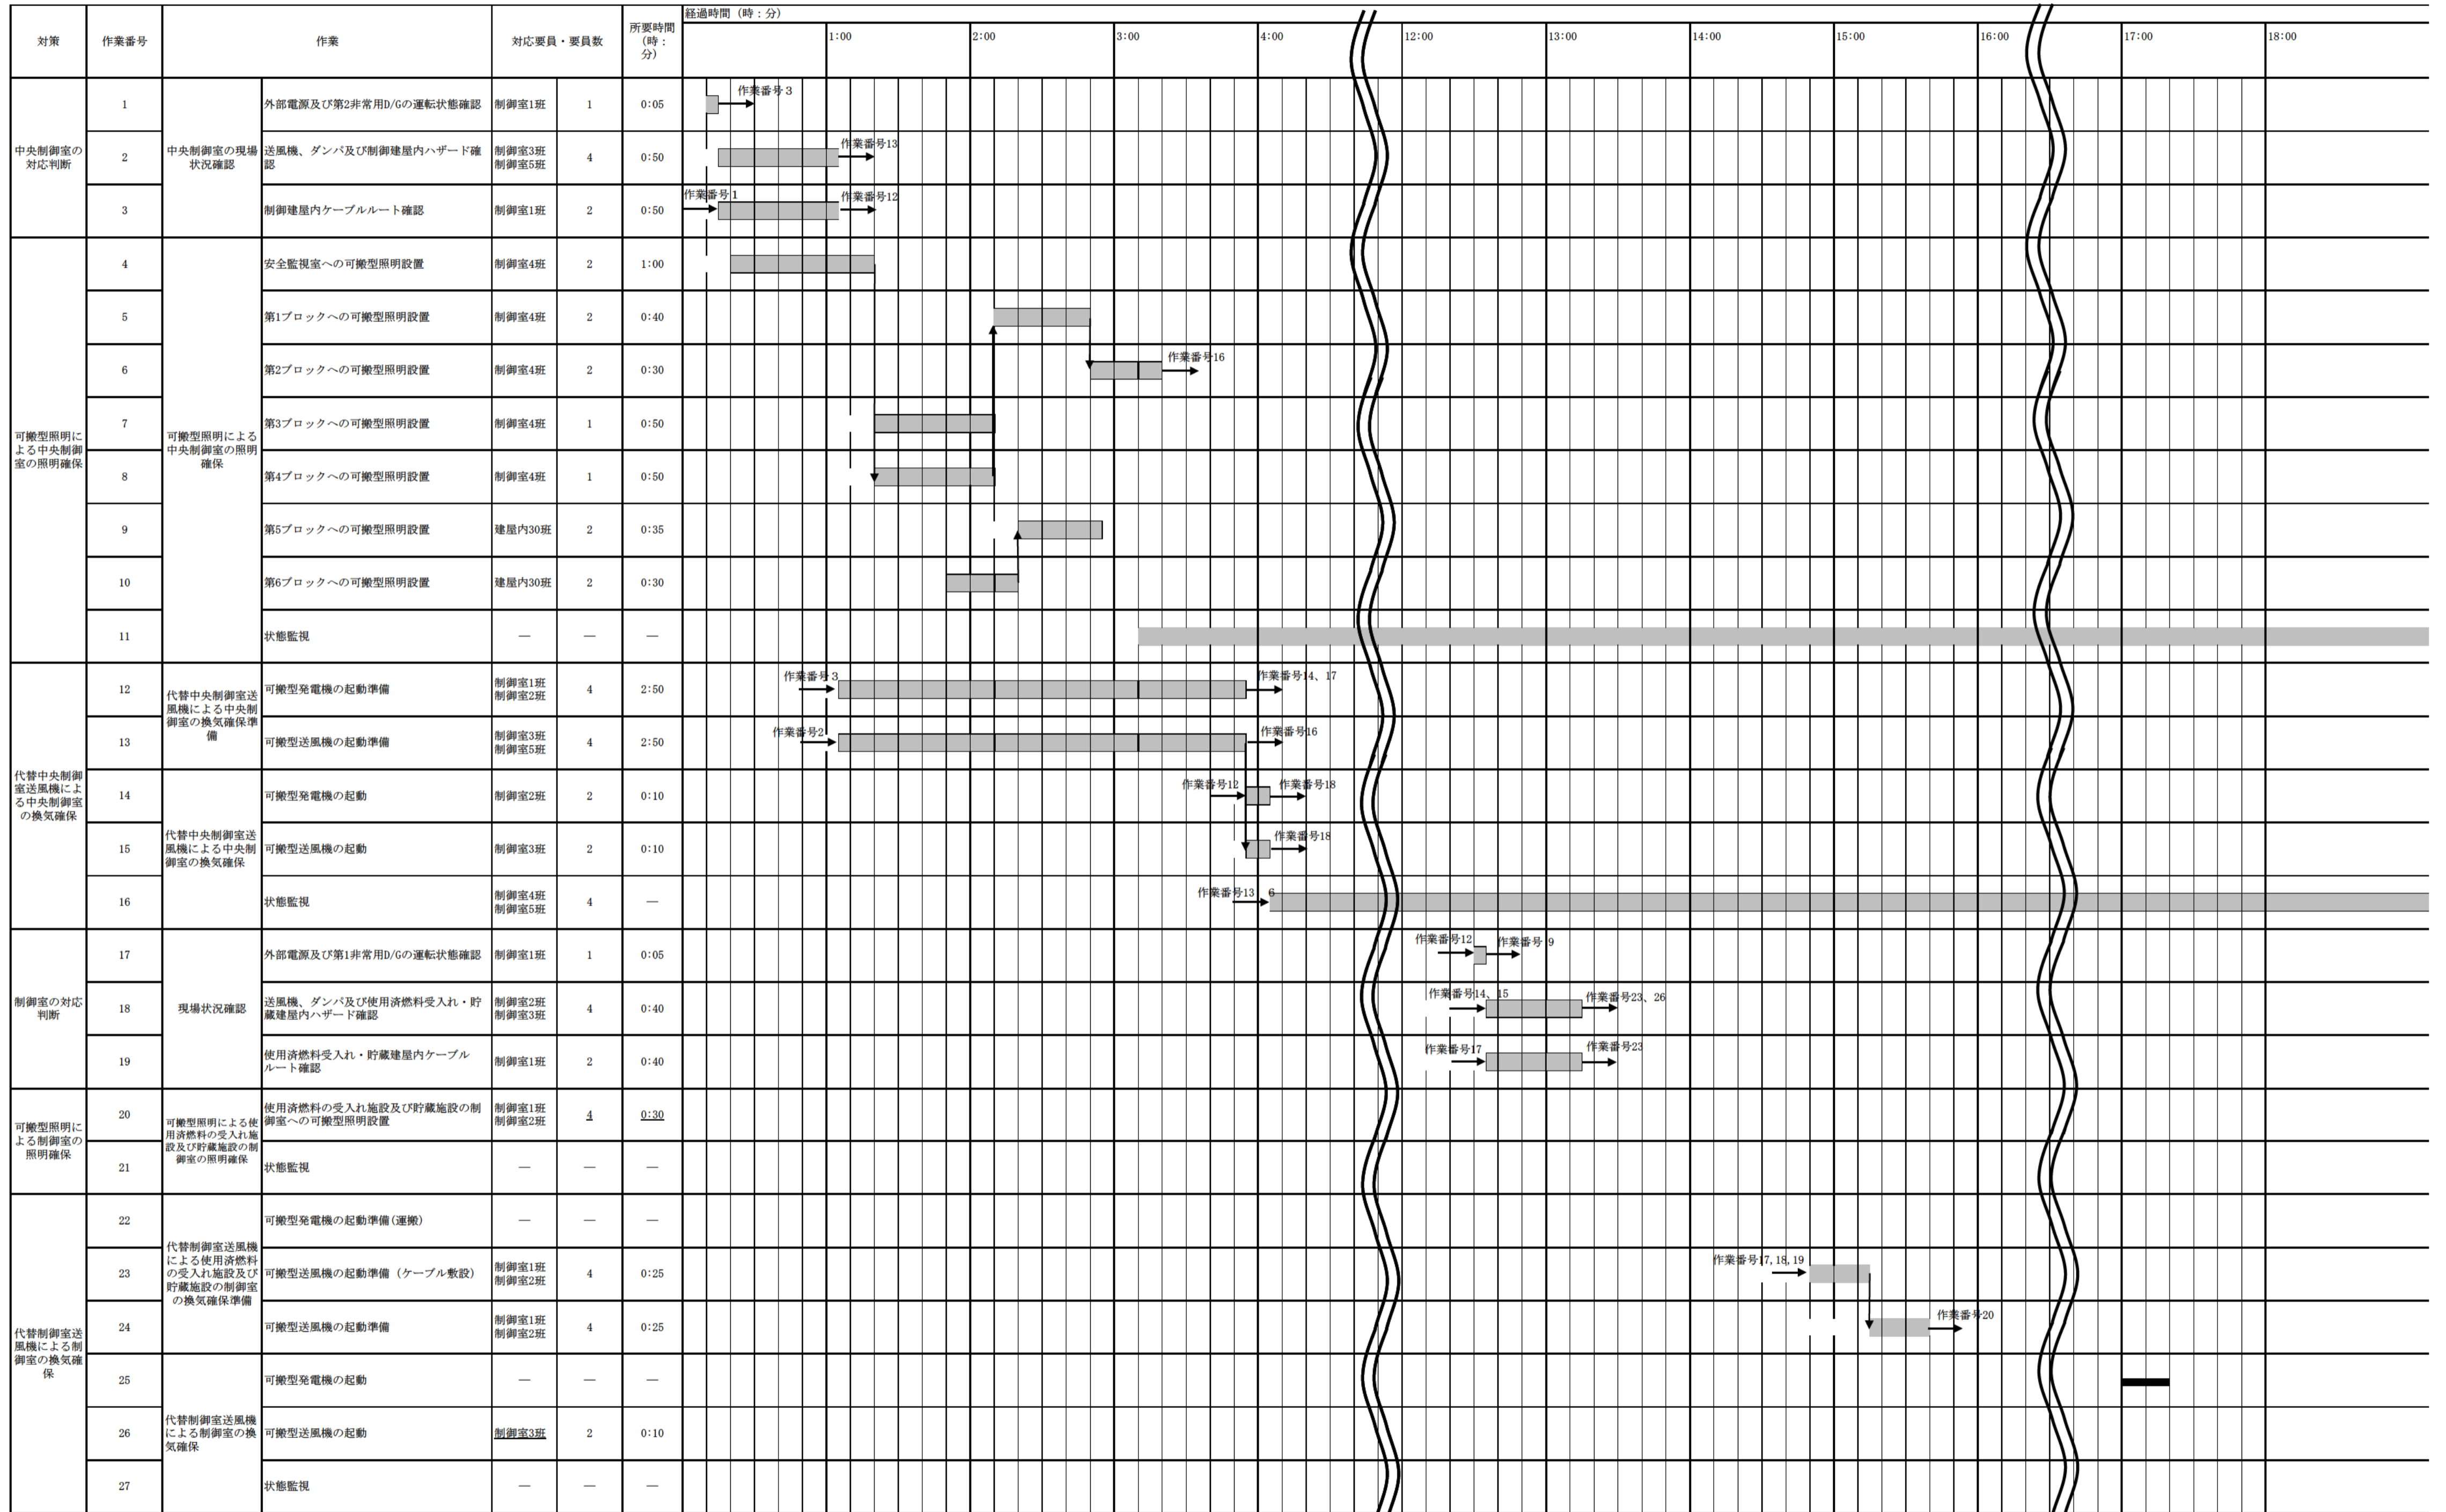 経過時間（時：分）
対策
作業番号
作業
対応要員・要員数
所要時間
（時：
分）
1:00
2:00
3:00
4:00
12:00
13:00
14:00
15:00
16:00
17:00
18:00
中央制御室の
対応判断
中央制御室の現場
状況確認
1
外部電源及び第2非常用D/Gの運転状態確認
制御室1班
1
0:05
作業番号３
2
送風機、ダンパ及び制御建屋内ハザード確
認
制御室3班
制御室5班
4
0:50
作業番号13
3
制御建屋内ケーブルルート確認
制御室1班
2
0:50
作業番号１
作業番号12
可搬型照明に
よる中央制御
室の照明確保
可搬型照明による
中央制御室の照明
確保
4
安全監視室への可搬型照明設置
制御室4班
2
1:00
5
第1ブロックへの可搬型照明設置
制御室4班
2
0:40
6
第2ブロックへの可搬型照明設置
制御室4班
2
0:30
作業番号16
7
第3ブロックへの可搬型照明設置
制御室4班
1
0:50
8
第4ブロックへの可搬型照明設置
制御室4班
1
0:50
9
第5ブロックへの可搬型照明設置
建屋内30班
2
0:35
10
第6ブロックへの可搬型照明設置
建屋内30班
2
0:30
11
状態監視
―
―
―
代替中央制御
室送風機によ
る中央制御室
の換気確保
代替中央制御室送
風機による中央制
御室の換気確保準
備
12
可搬型発電機の起動準備
制御室1班
制御室2班
4
2:50
作業番号３
作業番号14、17
13
可搬型送風機の起動準備
制御室3班
制御室5班
4
2:50
作業番号2
作業番号16
代替中央制御室送
風機による中央制
御室の換気確保
14
可搬型発電機の起動
制御室2班
2
0:10
作業番号12
作業番号18
15
可搬型送風機の起動
制御室3班
2
0:10
作業番号18
16
状態監視
制御室4班
制御室5班
4
―
作業番号13、6
制御室の対応
判断
現場状況確認
17
外部電源及び第1非常用D/Gの運転状態確認
制御室1班
1
0:05
作業番号12
作業番号19
18
送風機、ダンパ及び使用済燃料受入れ・貯
蔵建屋内ハザード確認
制御室2班
制御室3班
4
0:40
作業番号14、15
作業番号23、26
19
使用済燃料受入れ・貯蔵建屋内ケーブル
ルート確認
制御室1班
2
0:40
作業番号17
作業番号23
可搬型照明に
よる制御室の
照明確保
可搬型照明による使
用済燃料の受入れ施
設及び貯蔵施設の制
御室の照明確保
20
使用済燃料の受入れ施設及び貯蔵施設の制
御室への可搬型照明設置
制御室1班
制御室2班
4
0:30
21
状態監視
―
―
―
代替制御室送
風機による制
御室の換気確
保
代替制御室送風機
による使用済燃料
の受入れ施設及び
貯蔵施設の制御室
の換気確保準備
22
可搬型発電機の起動準備(運搬)
―
―
―
23
可搬型送風機の起動準備（ケーブル敷設）
制御室1班
制御室2班
4
0:25
作業番号17,18,19
24
可搬型送風機の起動準備
制御室1班
制御室2班
4
0:25
作業番号20
代替制御室送風機
による制御室の換
気確保
25
可搬型発電機の起動
―
―
―
26
可搬型送風機の起動
制御室3班
2
0:10
27
状態監視
―
―
―